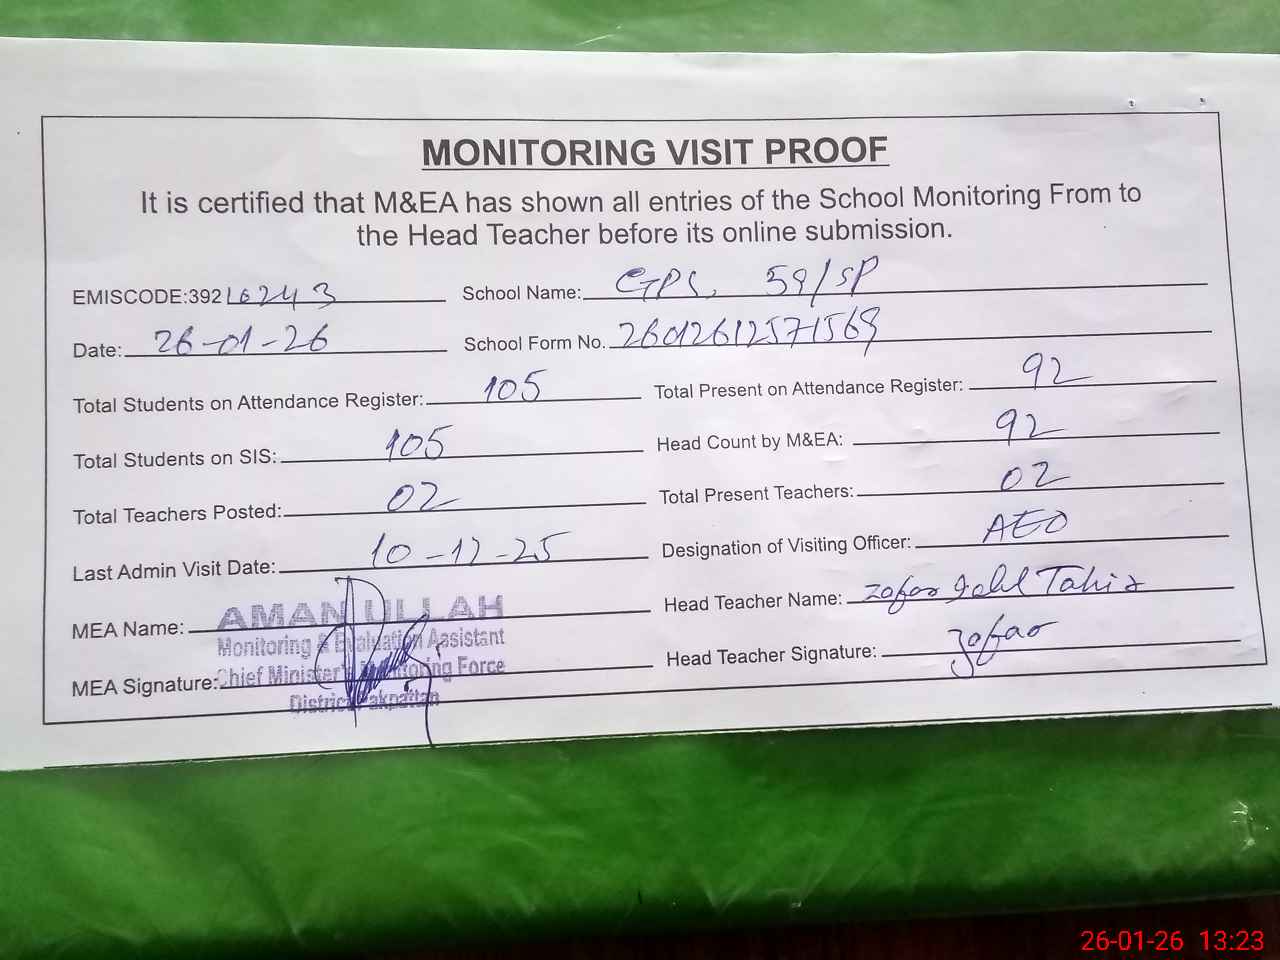 MONITORING VISIT PROOF
It is certified that M&EA has shown all entries of the School Monitoring From to
the Head Teacher before its online submission.
EMISCODE:39216243 School Name: GPS, 59/SP
Date: 26-01-26 School Form No. 26012612571569
Total Students on Attendance Register: 105 Total Present on Attendance Register: 92
Total Students on SIS: 105 Head Count by M&EA: 92
Total Teachers Posted: 02 Total Present Teachers: 02
Last Admin Visit Date: 10-12-25 Designation of Visiting Officer: AEO
MEA Name: AMAN ULLAH Head Teacher Name: Zafar Tahir
Monitoring & Evaluation Assistant
MEA Signature: Chief Minister's Monitoring Force Head Teacher Signature: Zafar
District Pakpattan
26-01-26 13:23